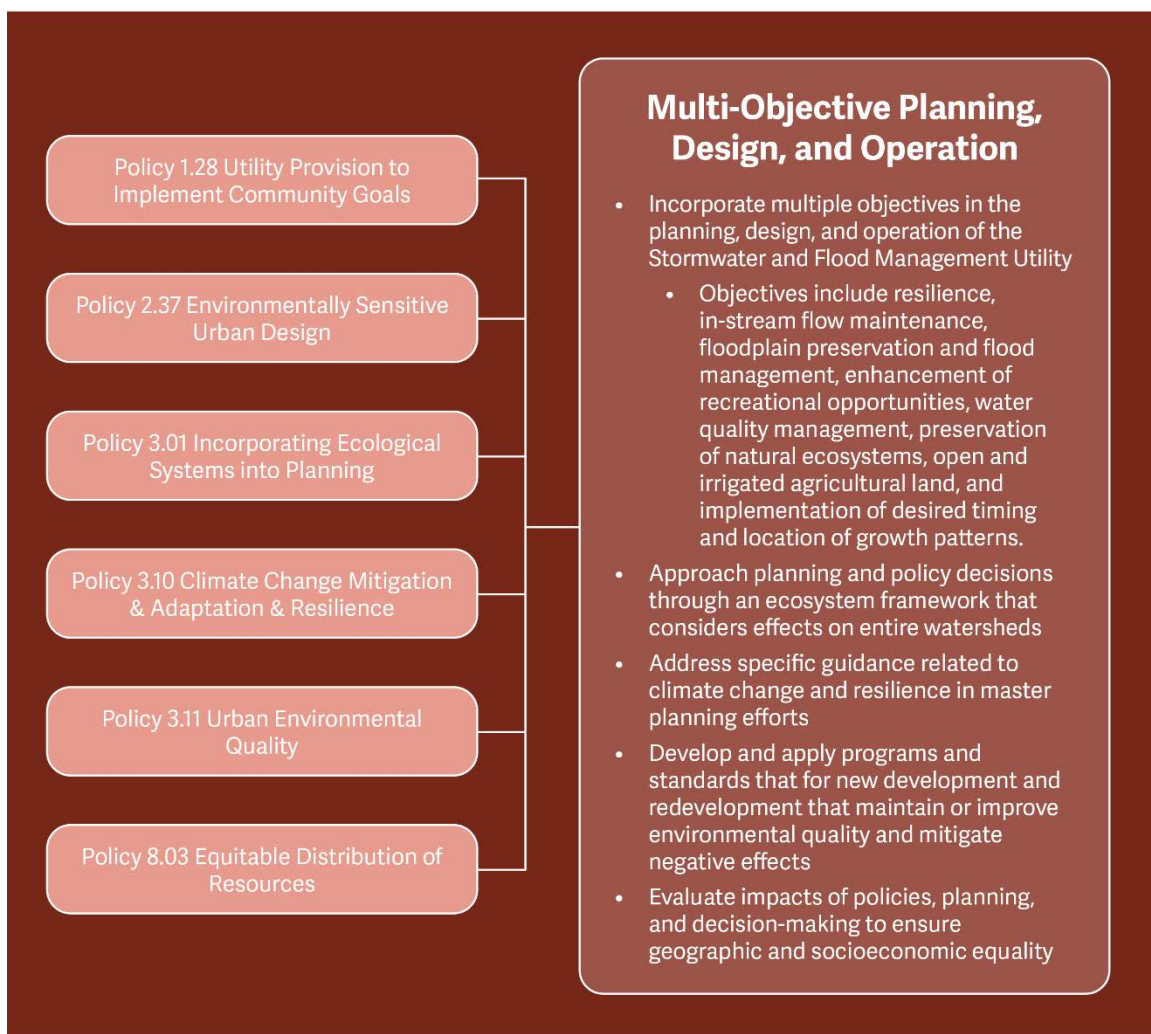 Policy 1.28 Utility Provision to
Implement Community Goals
Policy 2.37 Environmentally Sensitive
Urban Design
Policy 3.01 Incorporating Ecological
Systems into Planning
Policy 3.10 Climate Change Mitigation
& Adaptation & Resilience
Policy 3.11 Urban Environmental
Quality
Policy 8.03 Equitable Distribution of
Resources
Multi-Objective Planning,
Design, and Operation
• Incorporate multiple objectives in the
planning, design, and operation of the
Stormwater and Flood Management Utility
• Objectives include resilience,
in-stream flow maintenance,
floodplain preservation and flood
management, enhancement of
recreational opportunities, water
quality management, preservation
of natural ecosystems, open and
irrigated agricultural land, and
implementation of desired timing
and location of growth patterns.
• Approach planning and policy decisions
through an ecosystem framework that
considers effects on entire watersheds
• Address specific guidance related to
climate change and resilience in master
planning efforts
• Develop and apply programs and
standards that for new development and
redevelopment that maintain or improve
environmental quality and mitigate
negative effects
• Evaluate impacts of policies, planning,
and decision-making to ensure
geographic and socioeconomic equality